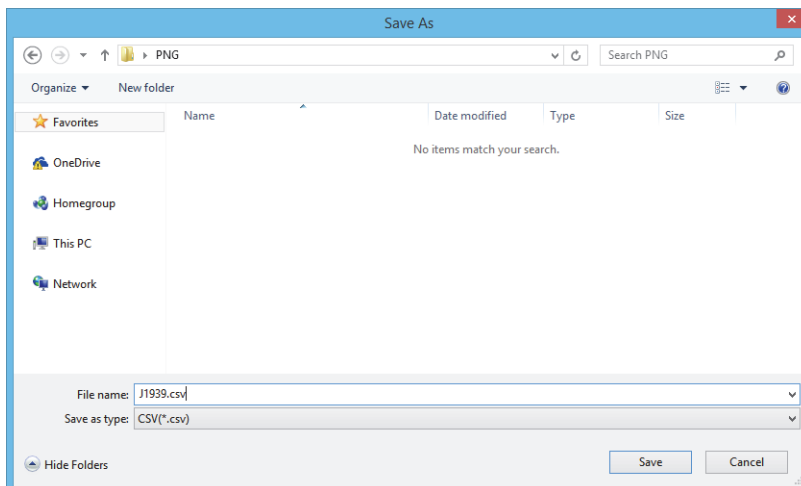 Save As
PNG
Search PNG
Organize New folder
Name Date modified Type Size
No items match your search.
Favorites
OneDrive
Homegroup
This PC
Network
File name: J1939.csv
Save as type: CSV(*.csv)
Hide Folders Save Cancel